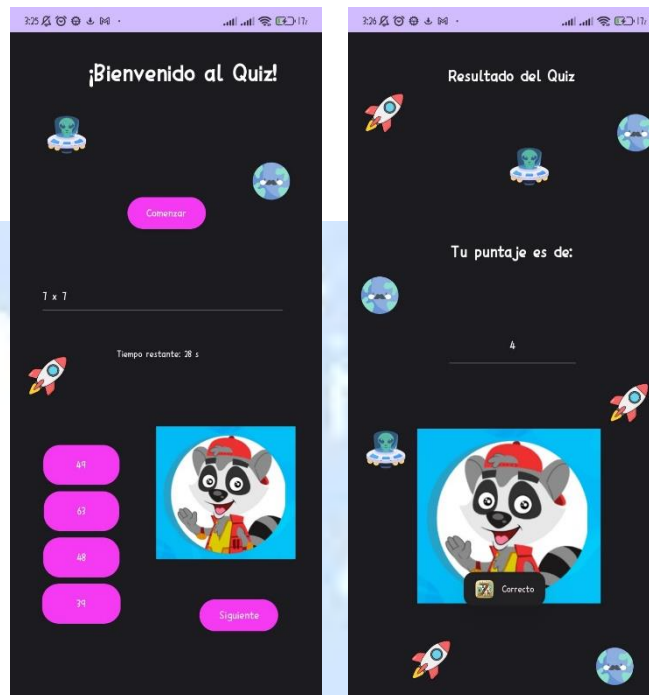 3:25
¡Bienvenido al Quiz!
Comenzar
7 x 7
Tiempo restante: 28 s
49
63
48
39
Siguiente
3:26
Resultado del Quiz
Tu puntaje es de:
4
Correcto